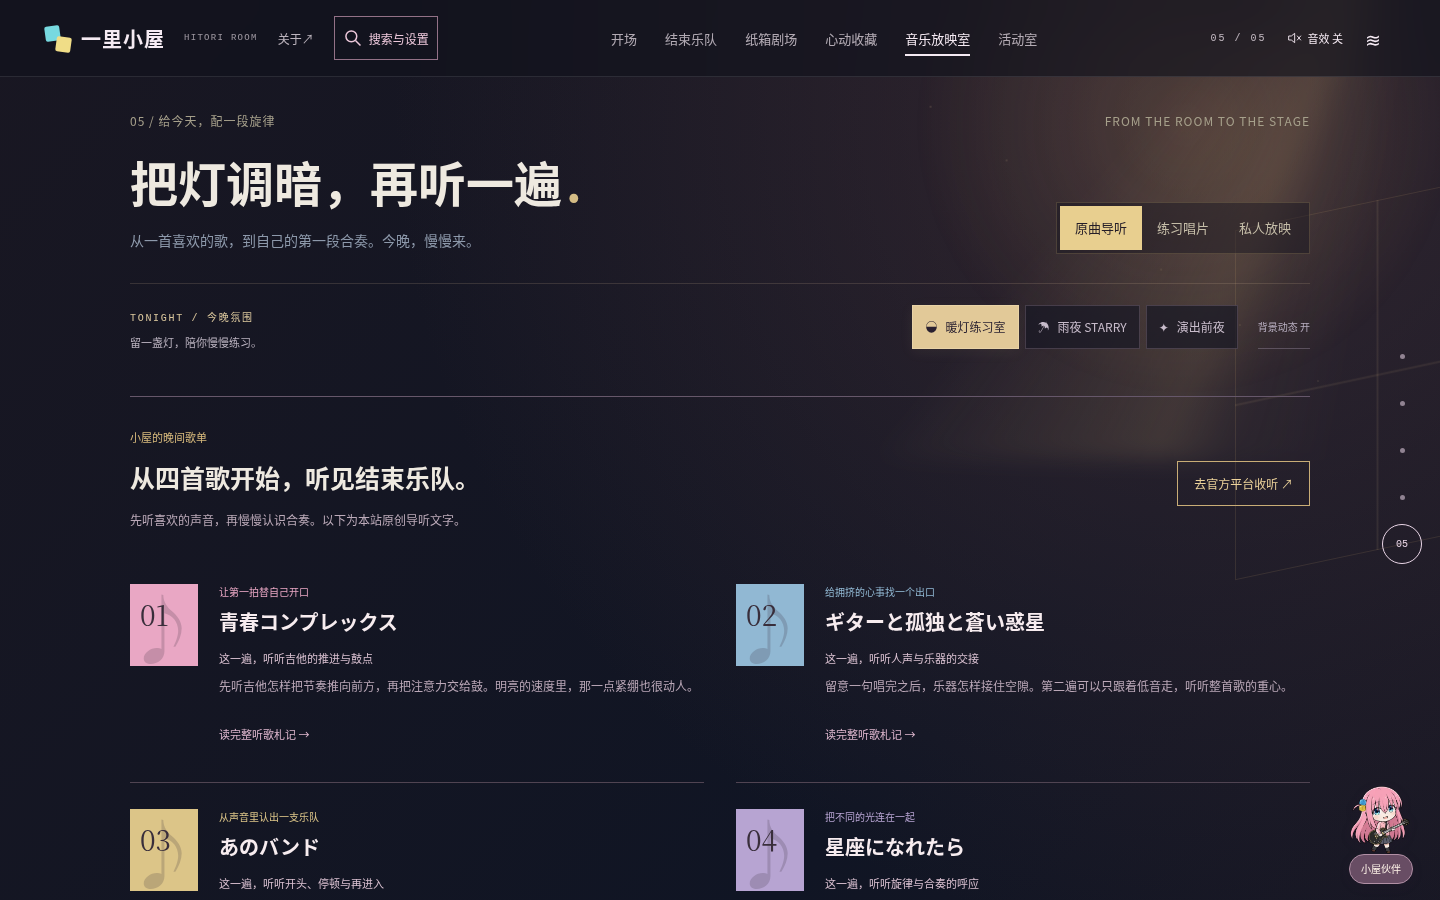 一里小屋
HITORI ROOM
关于↗
搜索与设置
开场
结束乐队
纸箱剧场
心动收藏
音乐放映室
活动室
05 / 05
音效 关
05 / 给今天，配一段旋律
FROM THE ROOM TO THE STAGE
把灯调暗，再听一遍.
从一首喜欢的歌，到自己的第一段合奏。今晚，慢慢来。
原曲导听
练习唱片
私人放映
TONIGHT / 今晚氛围
留一盏灯，陪你慢慢练习。
暖灯练习室
雨夜 STARRY
演出前夜
背景动态 开
小屋的晚间歌单
从四首歌开始，听见结束乐队。
先听喜欢的声音，再慢慢认识合奏。以下为本站原创导听文字。
去官方平台收听 ↗
05
01
让第一拍替自己开口
青春コンプレックス
这一遍，听听吉他的推进与鼓点
先听吉他怎样把节奏推向前方，再把注意力交给鼓。明亮的速度里，那一点紧绷也很动人。
读完整听歌札记 →
02
给拥挤的心事找一个出口
ギターと孤独と蒼い惑星
这一遍，听听人声与乐器的交接
留意一句唱完之后，乐器怎样接住空隙。第二遍可以只跟着低音走，听听整首歌的重心。
读完整听歌札记 →
03
从声音里认出一支乐队
あのバンド
这一遍，听听开头、停顿与再进入
04
把不同的光连在一起
星座になれたら
这一遍，听听旋律与合奏的呼应
小屋伙伴